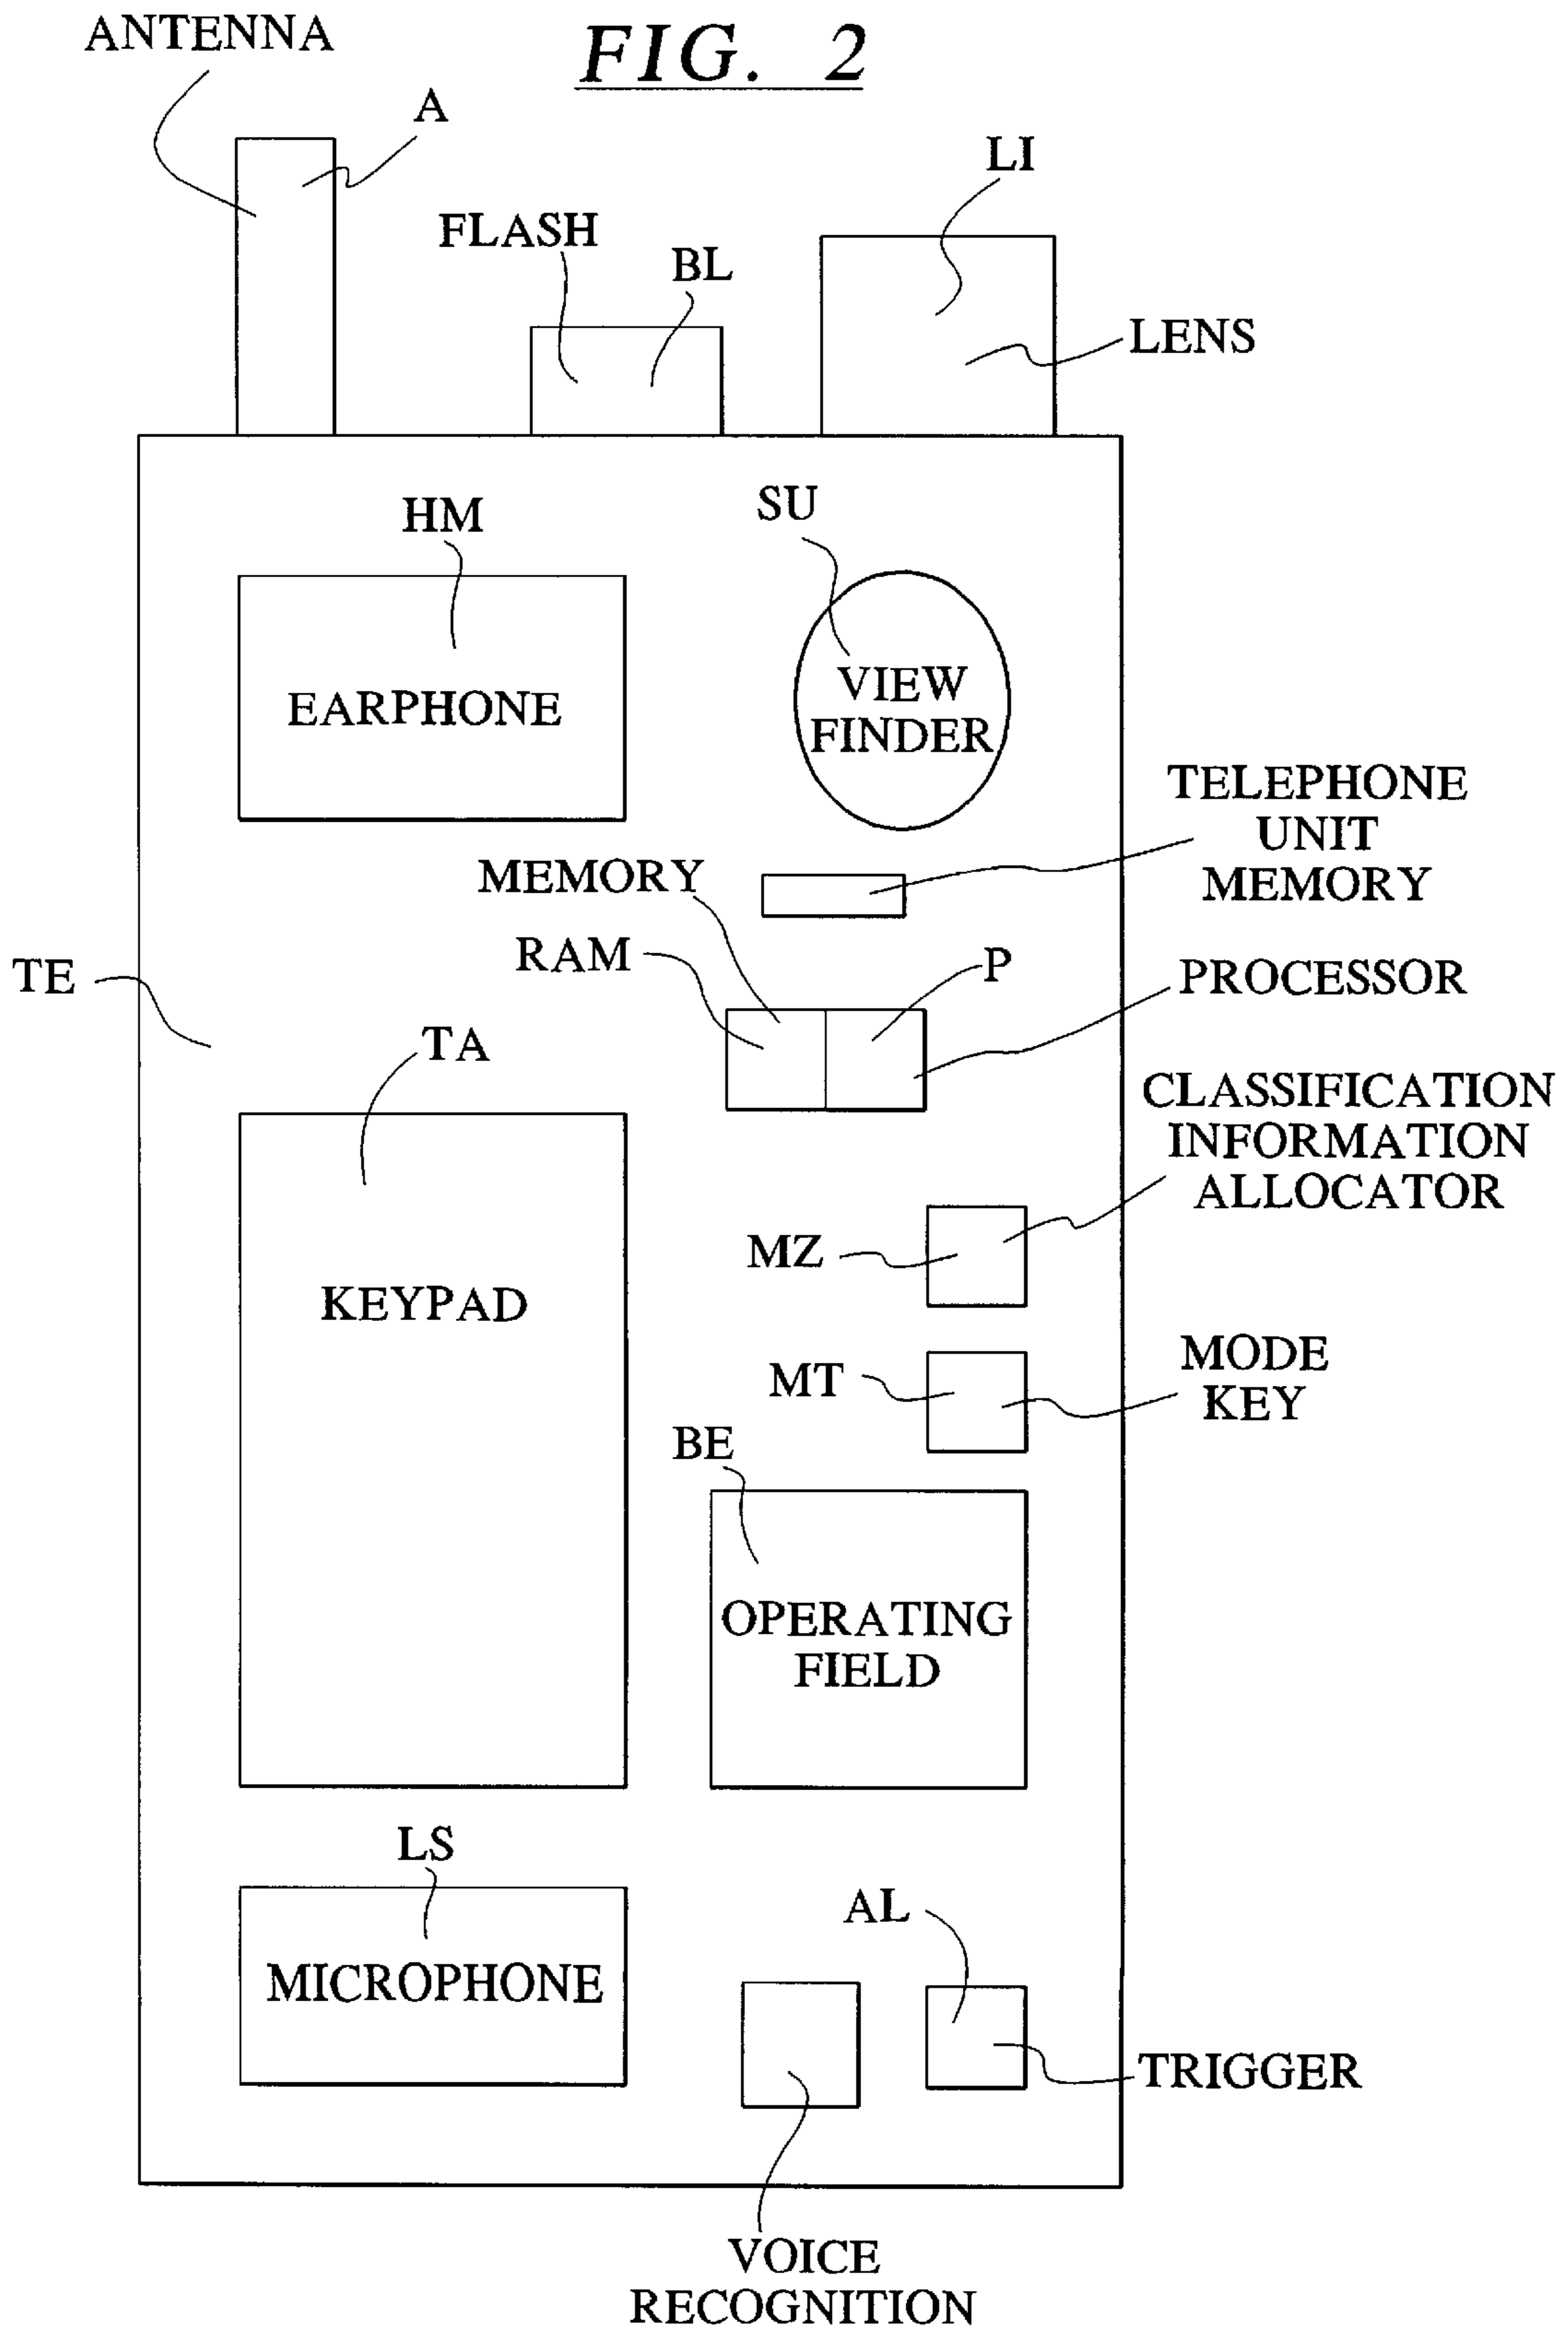 ANTENNA
FIG. 2
A
LI
FLASH
BL
LENS
HM
SU
EARPHONE
VIEW
FINDER
TELEPHONE
UNIT
MEMORY
MEMORY
RAM
P
PROCESSOR
TE
TA
CLASSIFICATION
INFORMATION
ALLOCATOR
MZ
KEYPAD
MODE
KEY
MT
BE
OPERATING
FIELD
LS
AL
MICROPHONE
TRIGGER
VOICE
RECOGNITION